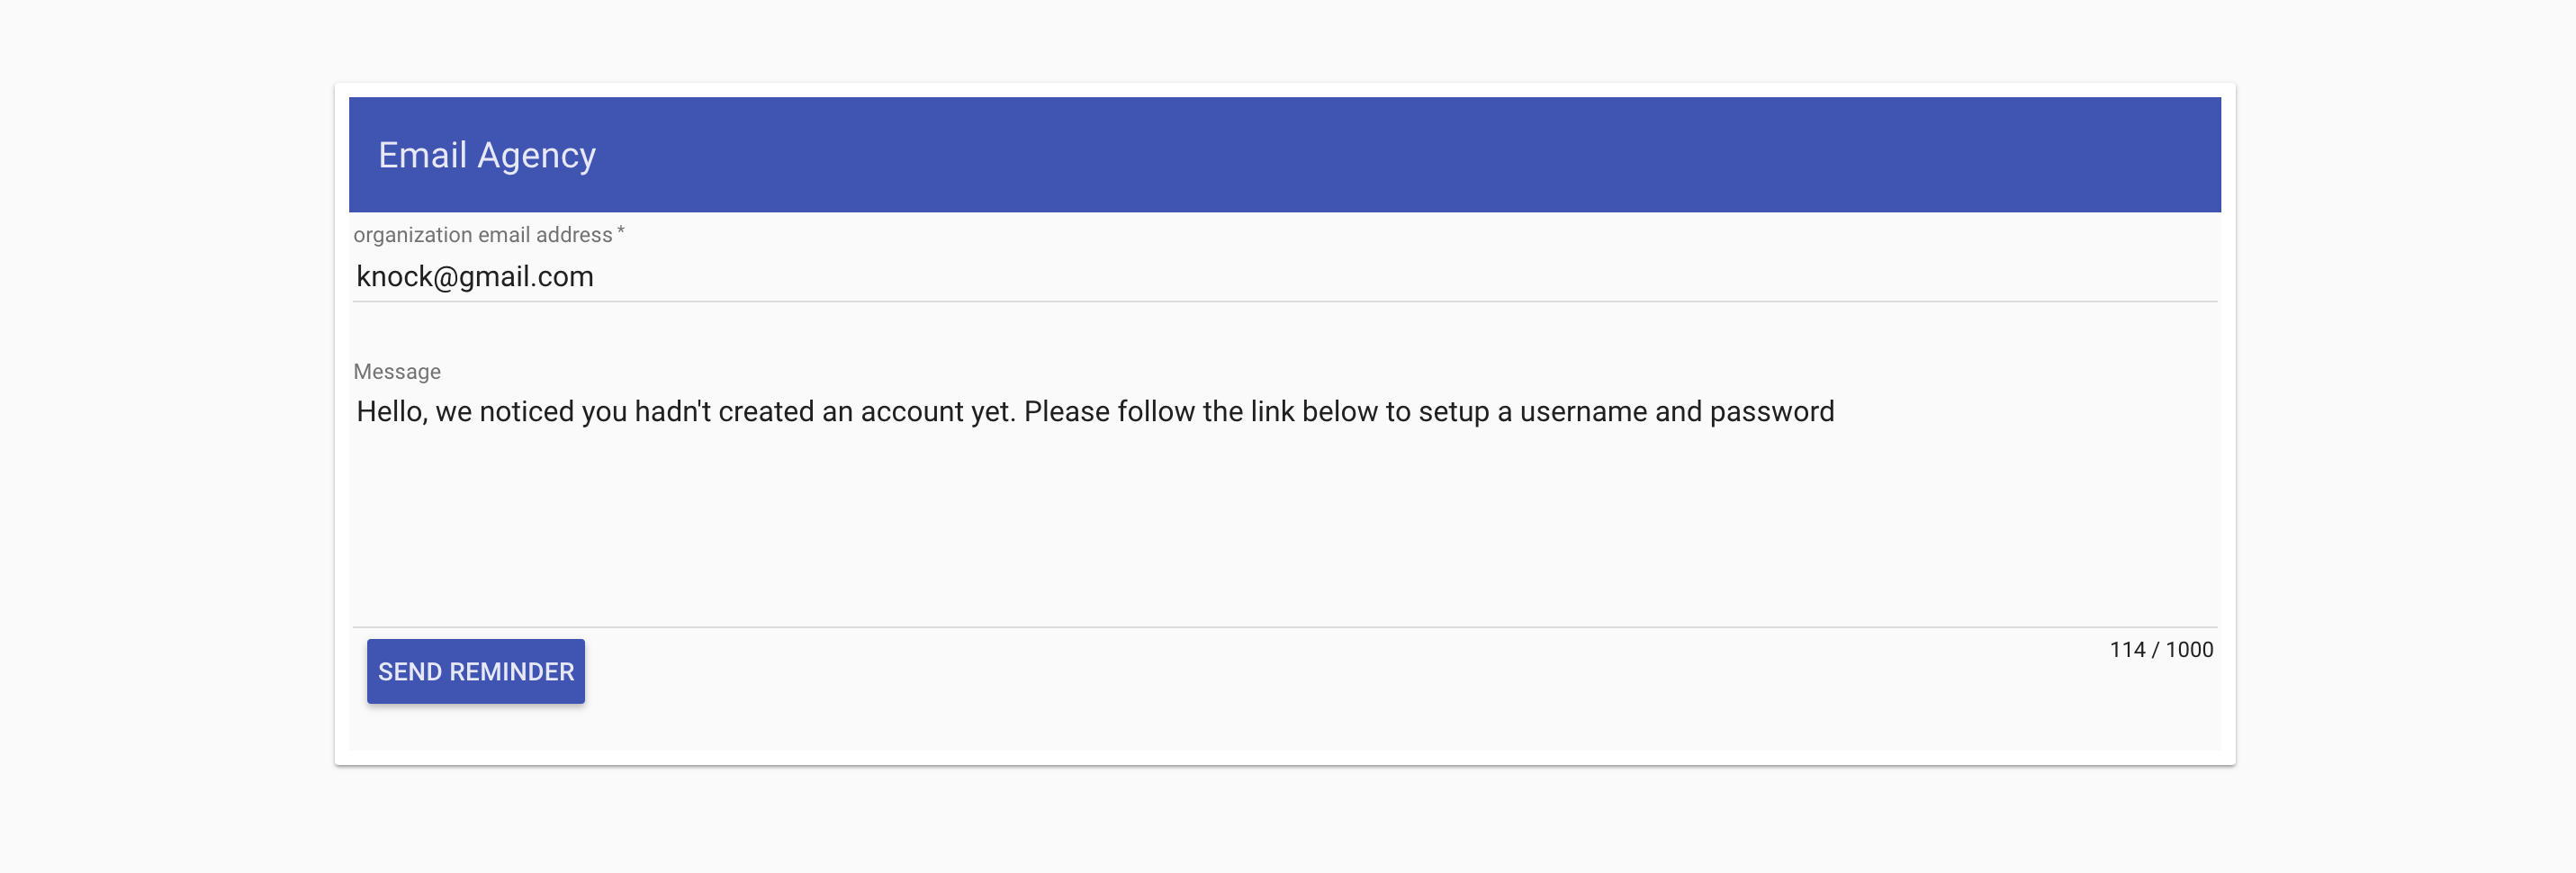 Email Agency
organization email address *
knock@gmail.com
Message
Hello, we noticed you hadn't created an account yet. Please follow the link below to setup a username and password
114 / 1000
SEND REMINDER